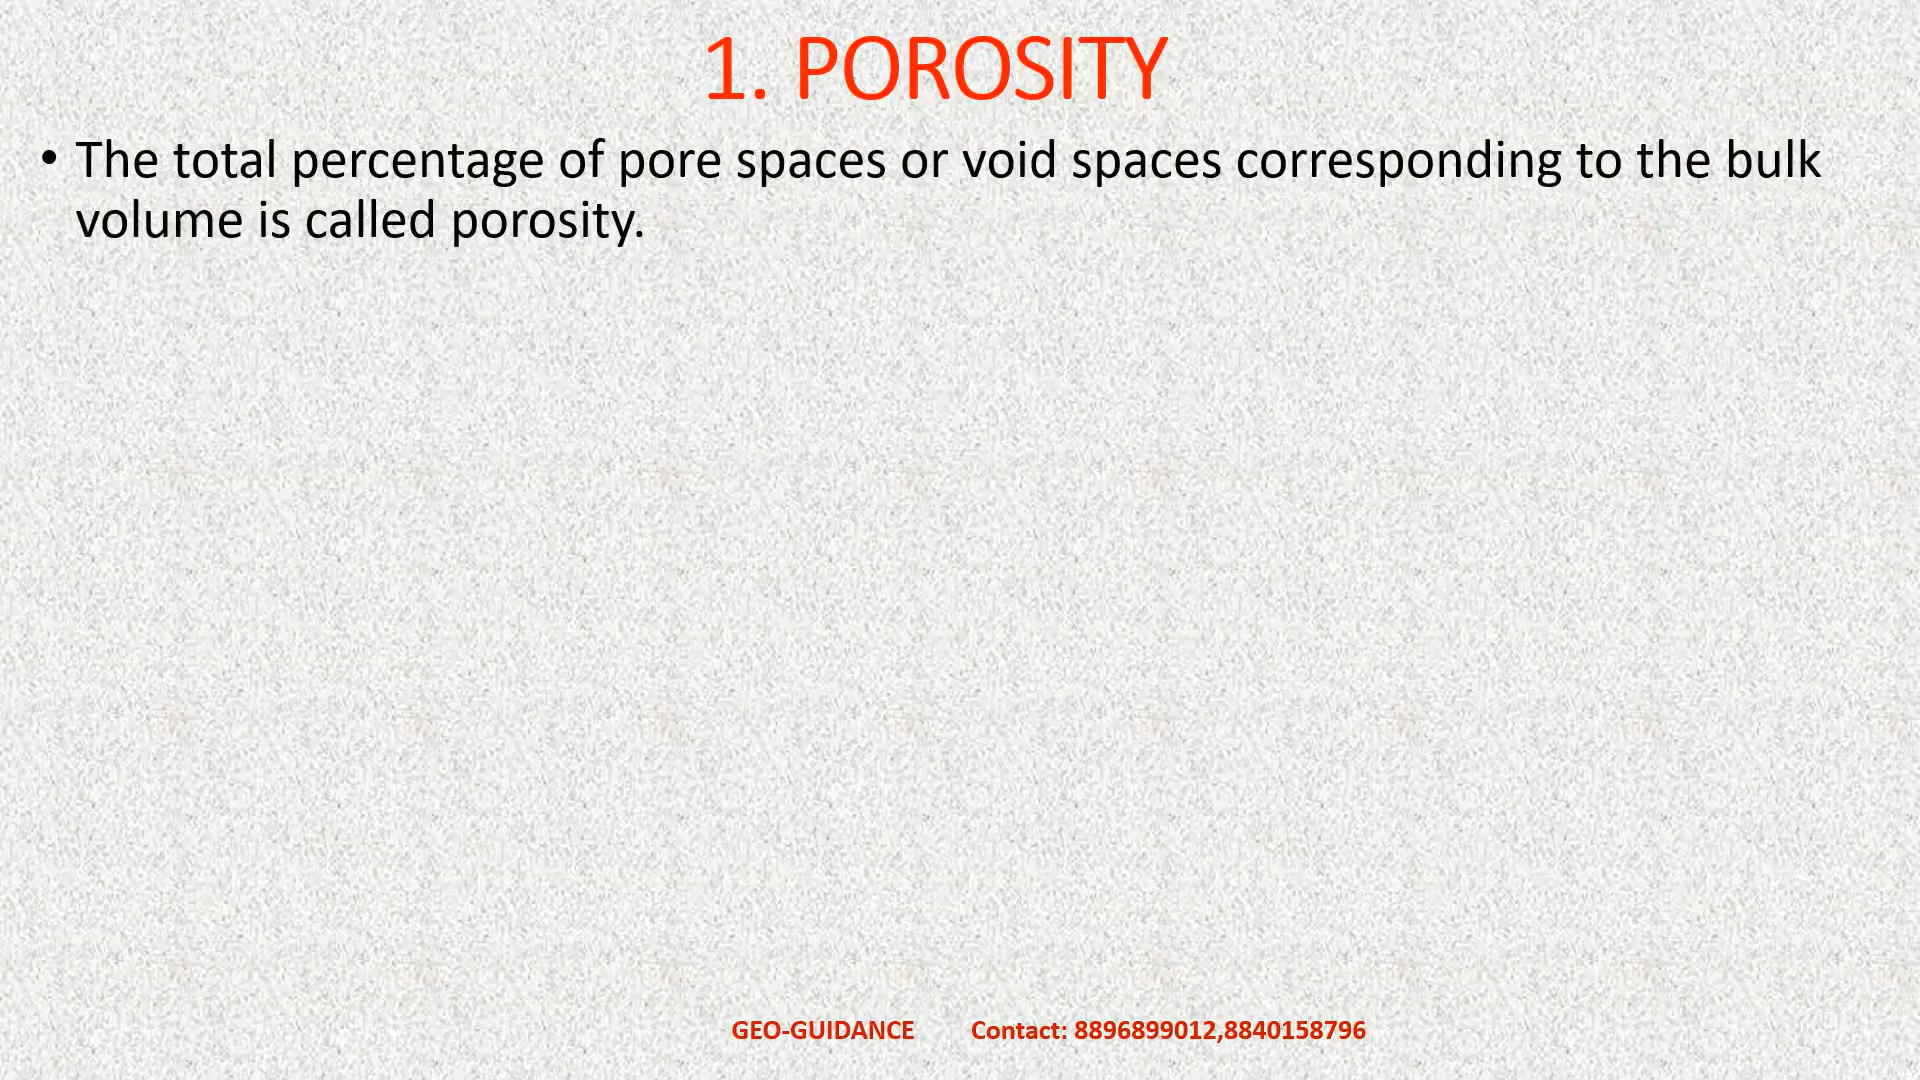 1. POROSITY
• The total percentage of pore spaces or void spaces corresponding to the bulk
volume is called porosity.
GEO-GUIDANCE Contact: 8896899012,8840158796